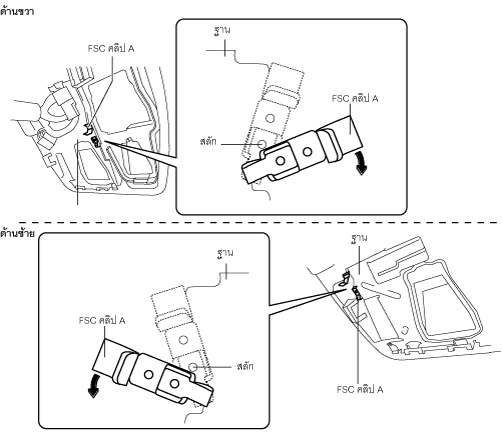 ด้านขวา
ฐาน
FSC คลิป A
FSC คลิป A
สลัก
ด้านซ้าย
ฐาน
ฐาน
FSC คลิป A
สลัก
FSC คลิป A